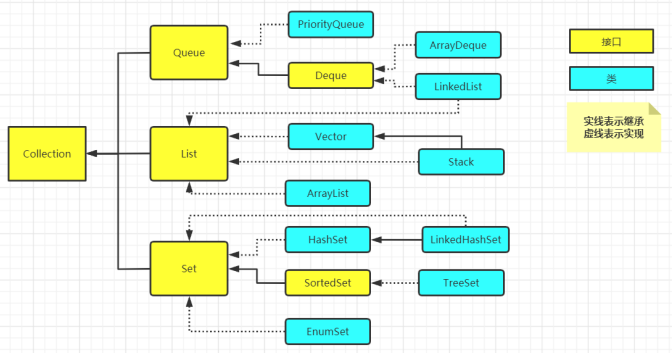 PriorityQueue
Queue
ArrayDeque
接口
Deque
类
LinkedList
实线表示继承
虚线表示实现
Vector
Collection
List
Stack
ArrayList
HashSet
LinkedHashSet
Set
SortedSet
TreeSet
EnumSet